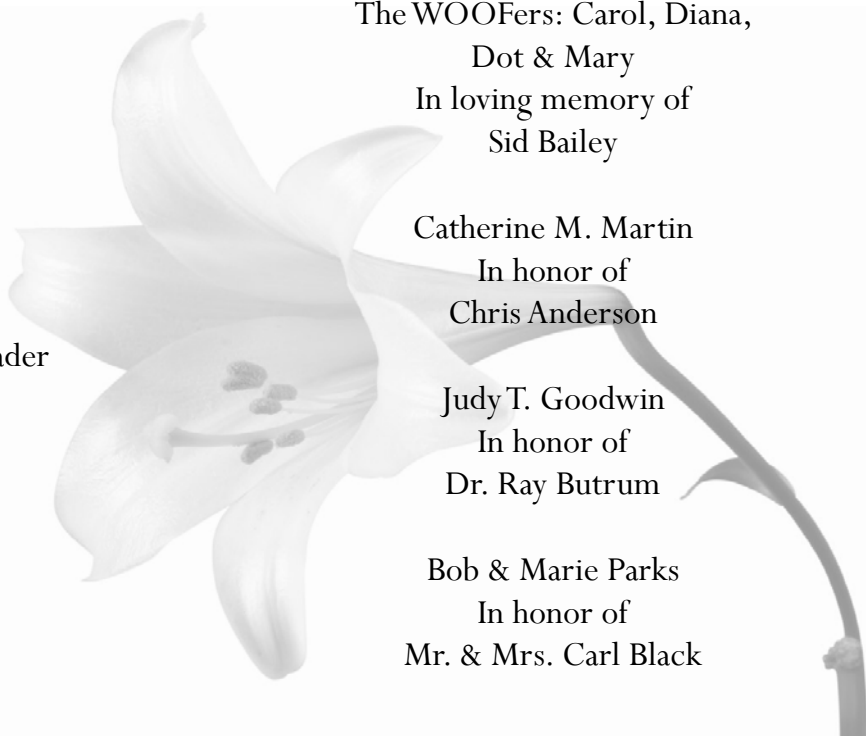 The WOOFers: Carol, Diana,
Dot & Mary
In loving memory of
Sid Bailey
Catherine M. Martin
In honor of
Chris Anderson
Judy T. Goodwin
In honor of
Dr. Ray Butrum
Bob & Marie Parks
In honor of
Mr. & Mrs. Carl Black